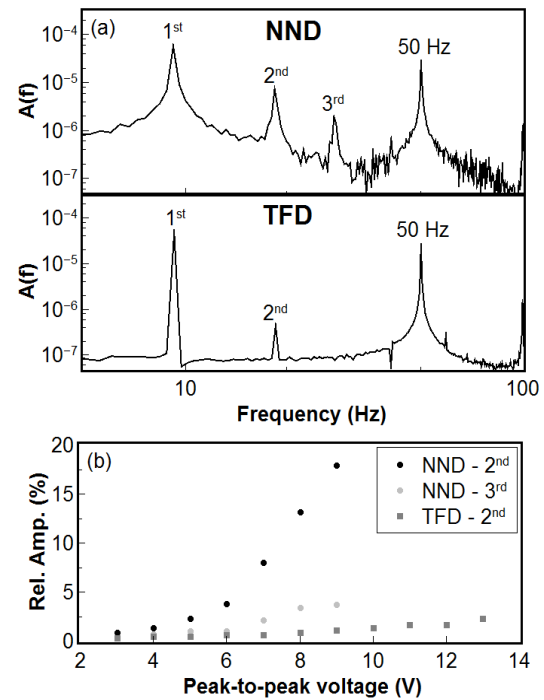 (a) NND
1st
2nd
3rd
50 Hz
A(f)
10⁻⁴
10⁻⁵
10⁻⁶
10⁻⁷
TFD
1st
2nd
50 Hz
A(f)
10⁻⁴
10⁻⁵
10⁻⁶
10⁻⁷
10 100
Frequency (Hz)
(b)
NND - 2nd
NND - 3rd
TFD - 2nd
Rel. Amp. (%)
20
15
10
5
0
2 4 6 8 10 12 14
Peak-to-peak voltage (V)